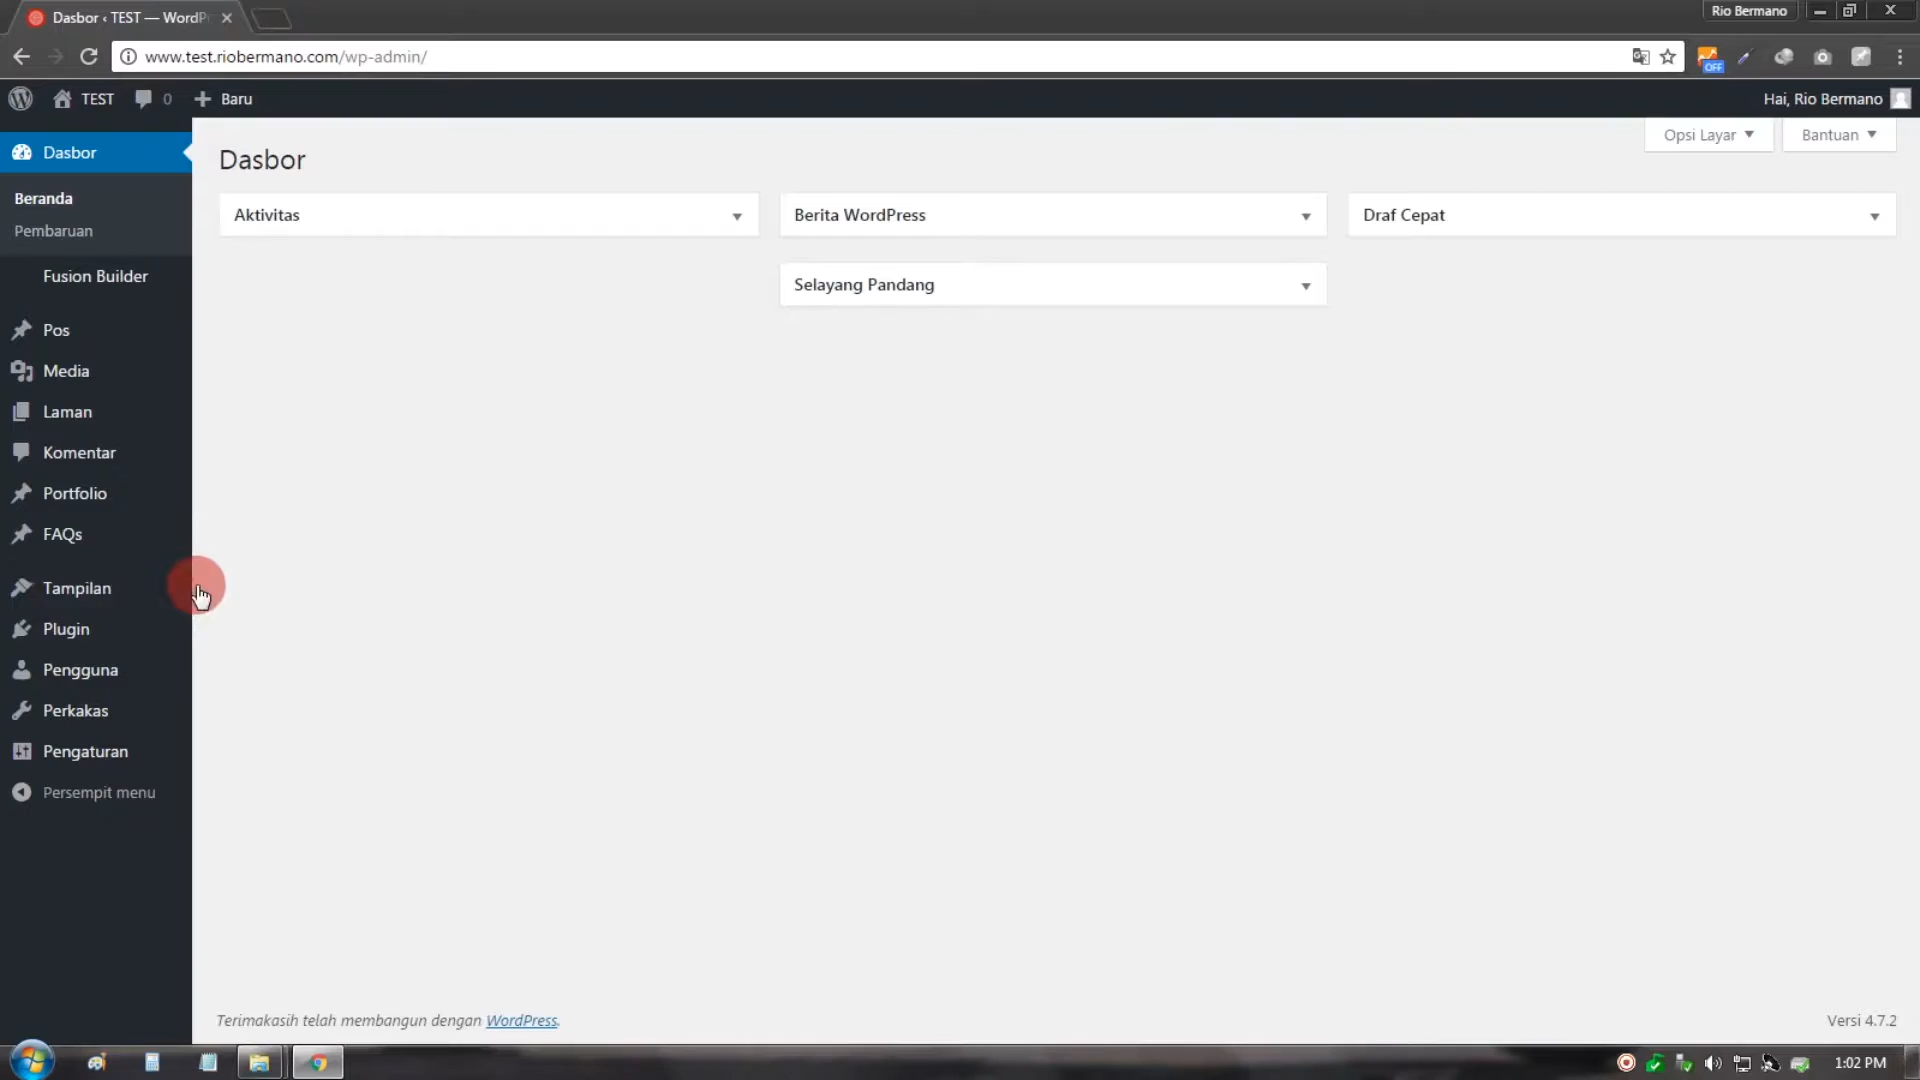 Dasbor ‹ TEST — WordP
Rio Bermano
www.test.riobermano.com/wp-admin/
OFF
TEST
0
Baru
Hai, Rio Bermano
Dasbor
Beranda
Pembaruan
Fusion Builder
Pos
Media
Laman
Komentar
Portfolio
FAQs
Tampilan
Plugin
Pengguna
Perkakas
Pengaturan
Persempit menu
Opsi Layar
Bantuan
Dasbor
Aktivitas
Berita WordPress
Draf Cepat
Selayang Pandang
Terimakasih telah membangun dengan WordPress.
Versi 4.7.2
1:02 PM